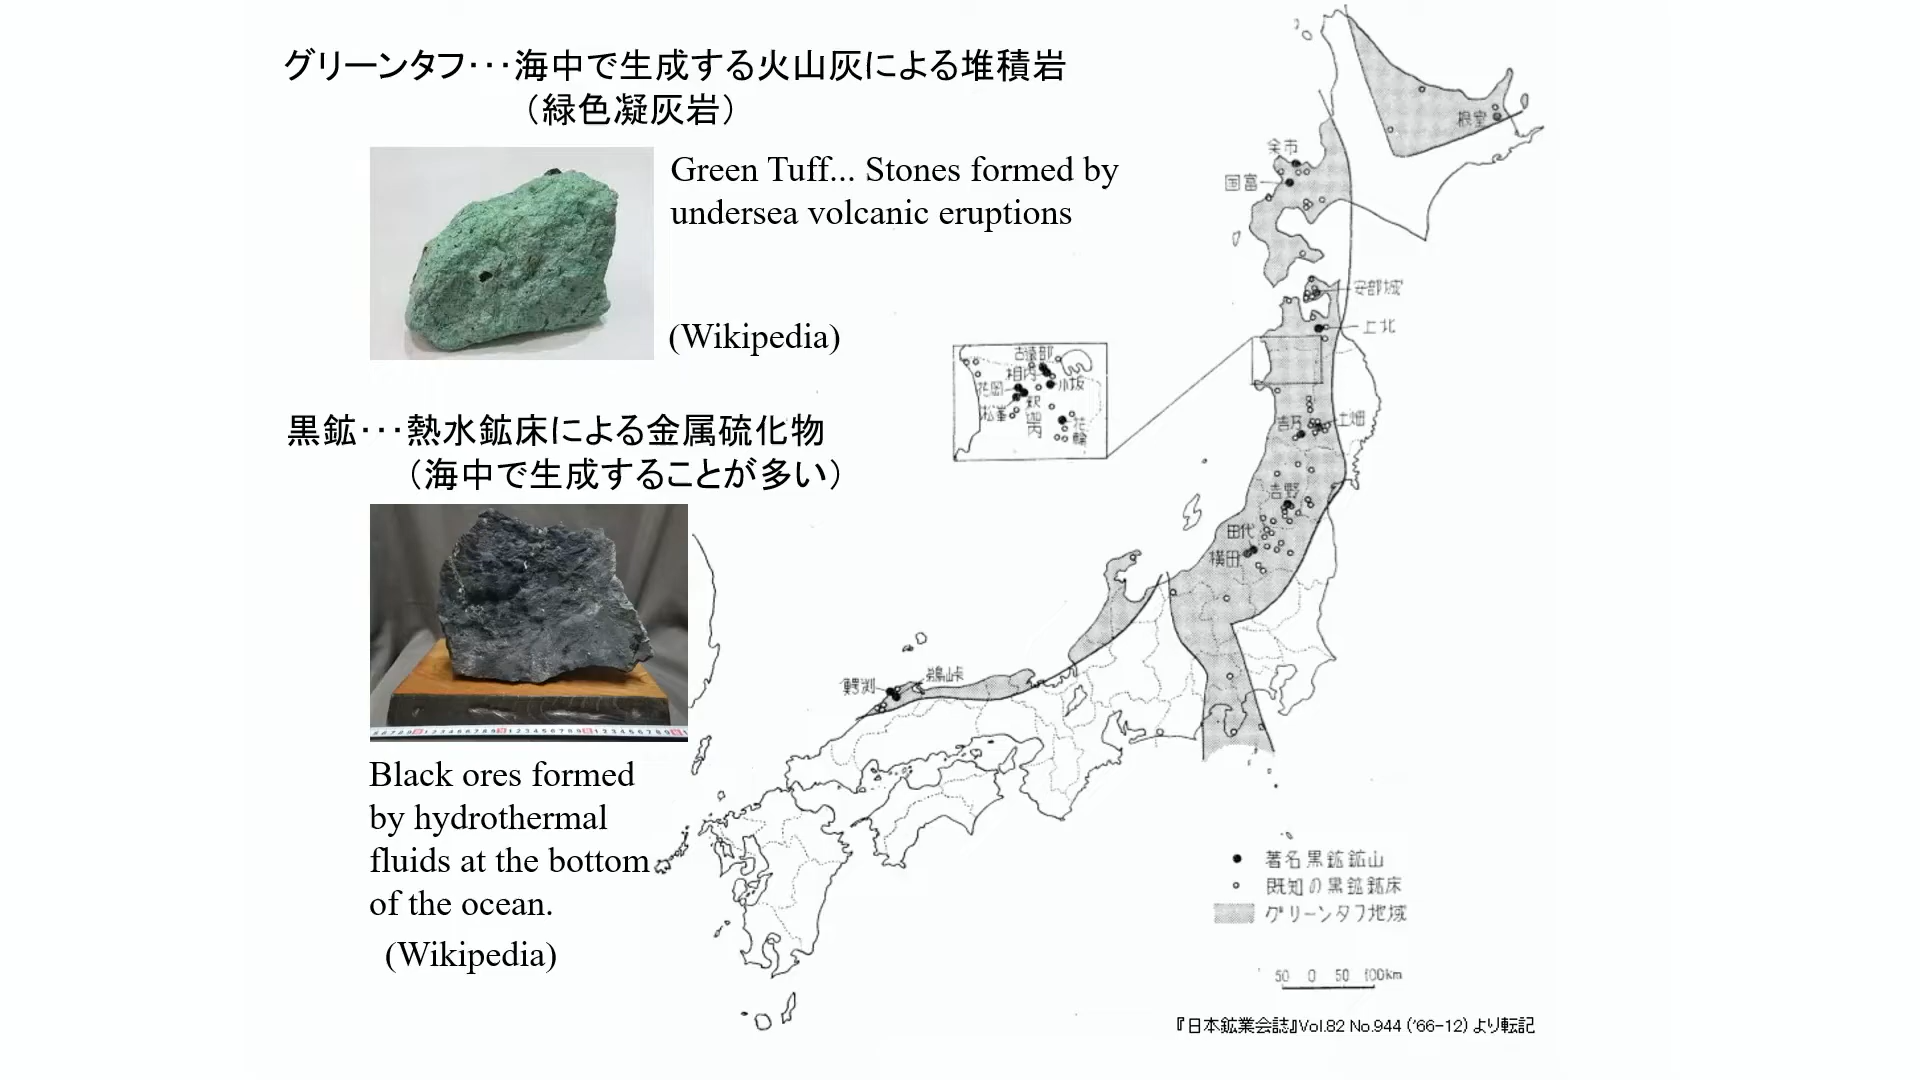 グリーンタフ･･･海中で生成する火山灰による堆積岩
（緑色凝灰岩）
Green Tuff... Stones formed by
undersea volcanic eruptions
(Wikipedia)
黒鉱･･･熱水鉱床による金属硫化物
（海中で生成することが多い）
Black ores formed
by hydrothermal
fluids at the bottom
of the ocean.
(Wikipedia)
根室
余市
国富
安部城
上北
古遠部
相内
花岡
小坂
松峯
釈迦内
花輪
吉乃
土畑
吉野
田代
横田
鰐渕
鵜峠
著名黒鉱鉱山
既知の黒鉱鉱床
グリーンタフ地域
50 0 50 100km
『日本鉱業会誌』Vol.82 No.944 ('66-12) より転記